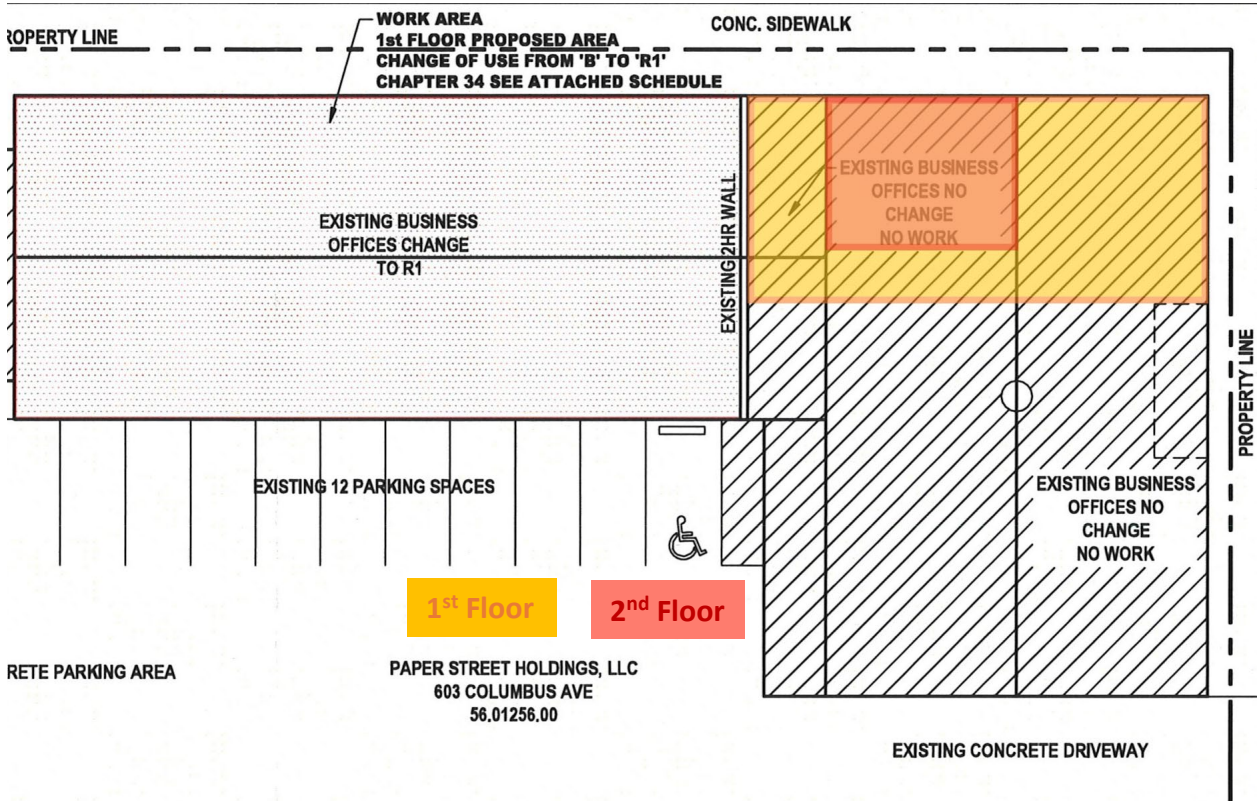 ROPERTY LINE
WORK AREA
1st FLOOR PROPOSED AREA
CHANGE OF USE FROM 'B' TO 'R1'
CHAPTER 34 SEE ATTACHED SCHEDULE
CONC. SIDEWALK
EXISTING BUSINESS
OFFICES CHANGE
TO R1
EXISTING 2HR WALL
EXISTING BUSINESS
OFFICES NO
CHANGE
NO WORK
PROPERTY LINE
EXISTING 12 PARKING SPACES
EXISTING BUSINESS
OFFICES NO
CHANGE
NO WORK
1st Floor
2nd Floor
RETE PARKING AREA
PAPER STREET HOLDINGS, LLC
603 COLUMBUS AVE
56.01256.00
EXISTING CONCRETE DRIVEWAY